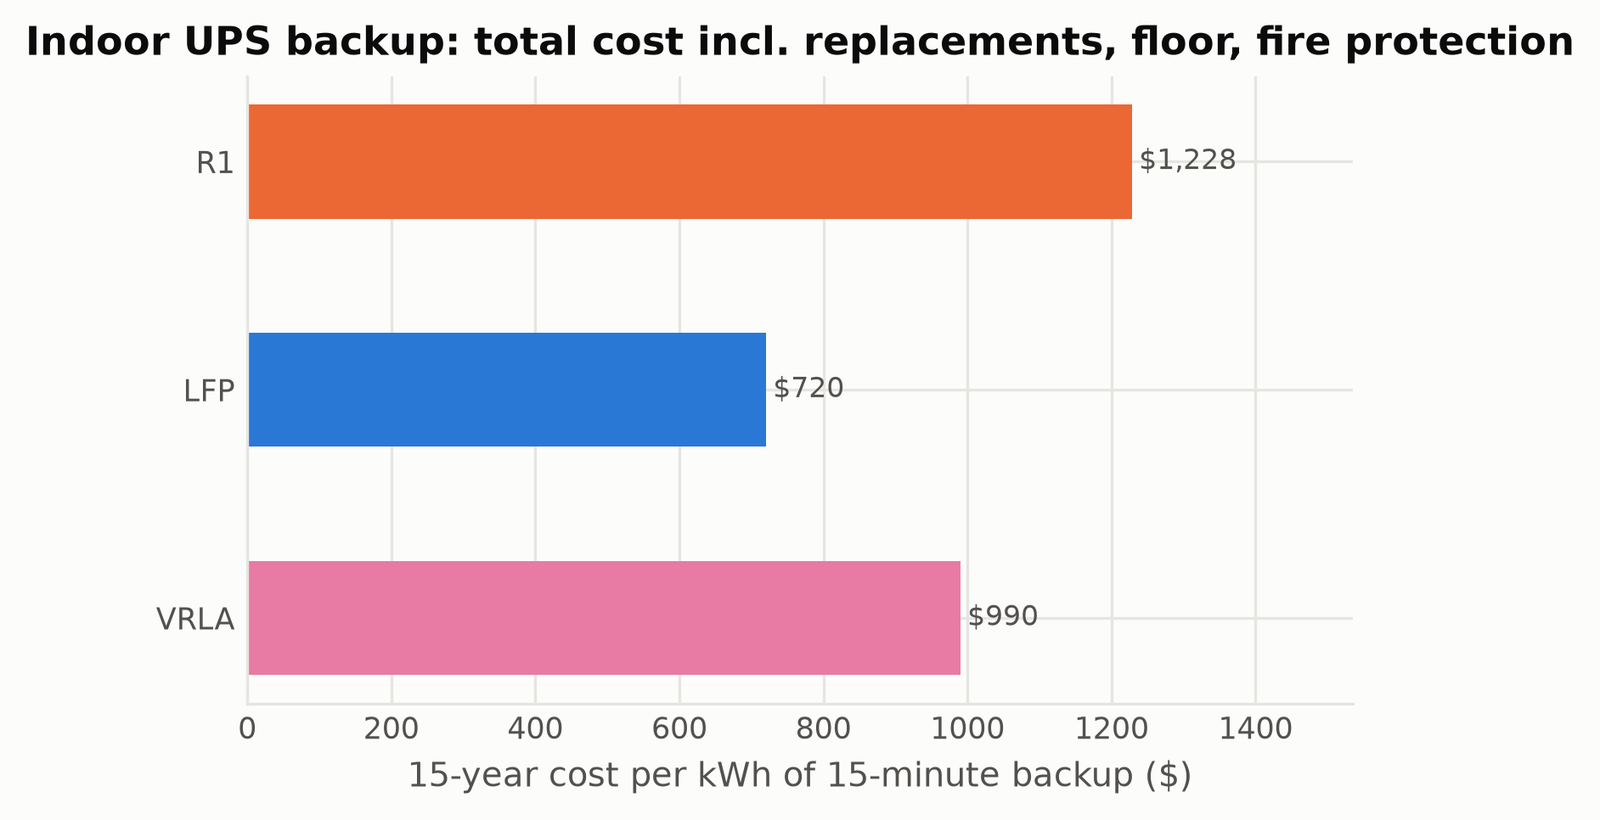 Indoor UPS backup: total cost incl. replacements, floor, fire protection
R1
$1,228
LFP
$720
VRLA
$990
0 200 400 600 800 1000 1200 1400
15-year cost per kWh of 15-minute backup ($)